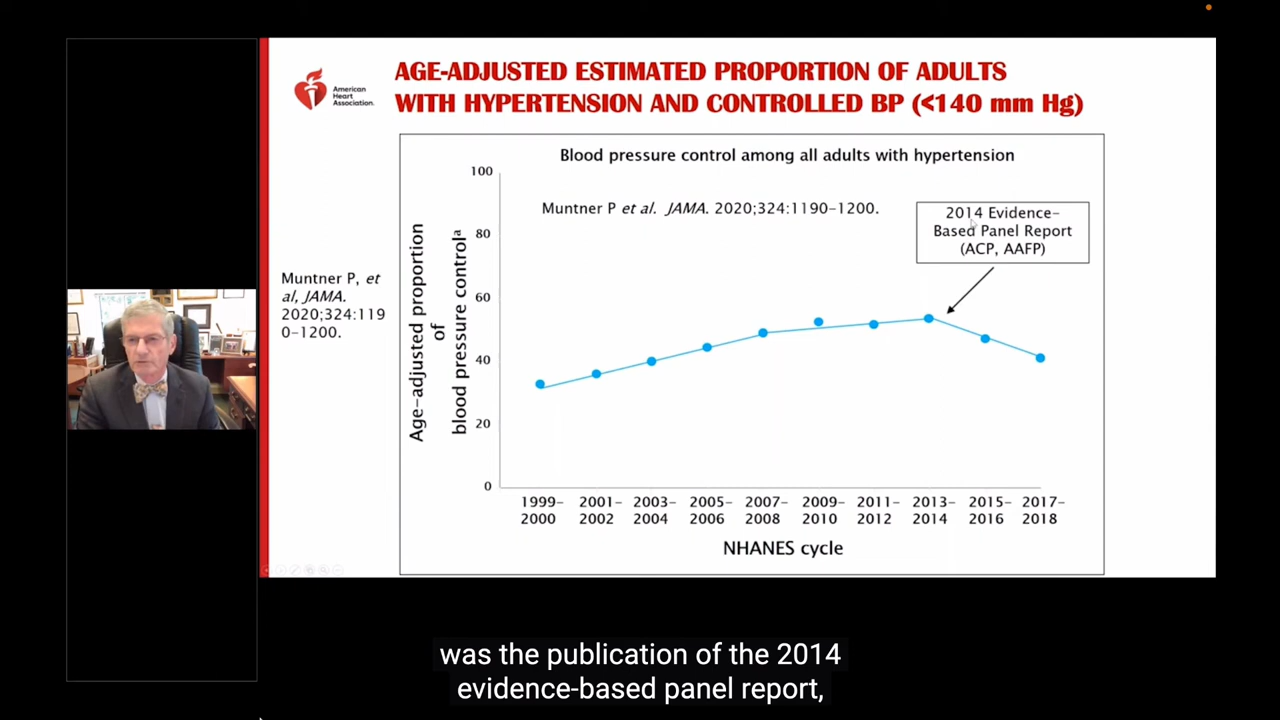 AGE-ADJUSTED ESTIMATED PROPORTION OF ADULTS
WITH HYPERTENSION AND CONTROLLED BP (<140 mm Hg)
American
Heart
Association.
Blood pressure control among all adults with hypertension
Muntner P et al. JAMA. 2020;324:1190-1200.
2014 Evidence-
Based Panel Report
(ACP, AAFP)
Muntner P, et
al, JAMA.
2020;324:119
0-1200.
Age-adjusted proportion
of
blood pressure controlᵃ
100
80
60
40
20
0
1999-
2000
2001-
2002
2003-
2004
2005-
2006
2007-
2008
2009-
2010
2011-
2012
2013-
2014
2015-
2016
2017-
2018
NHANES cycle
was the publication of the 2014
evidence-based panel report,